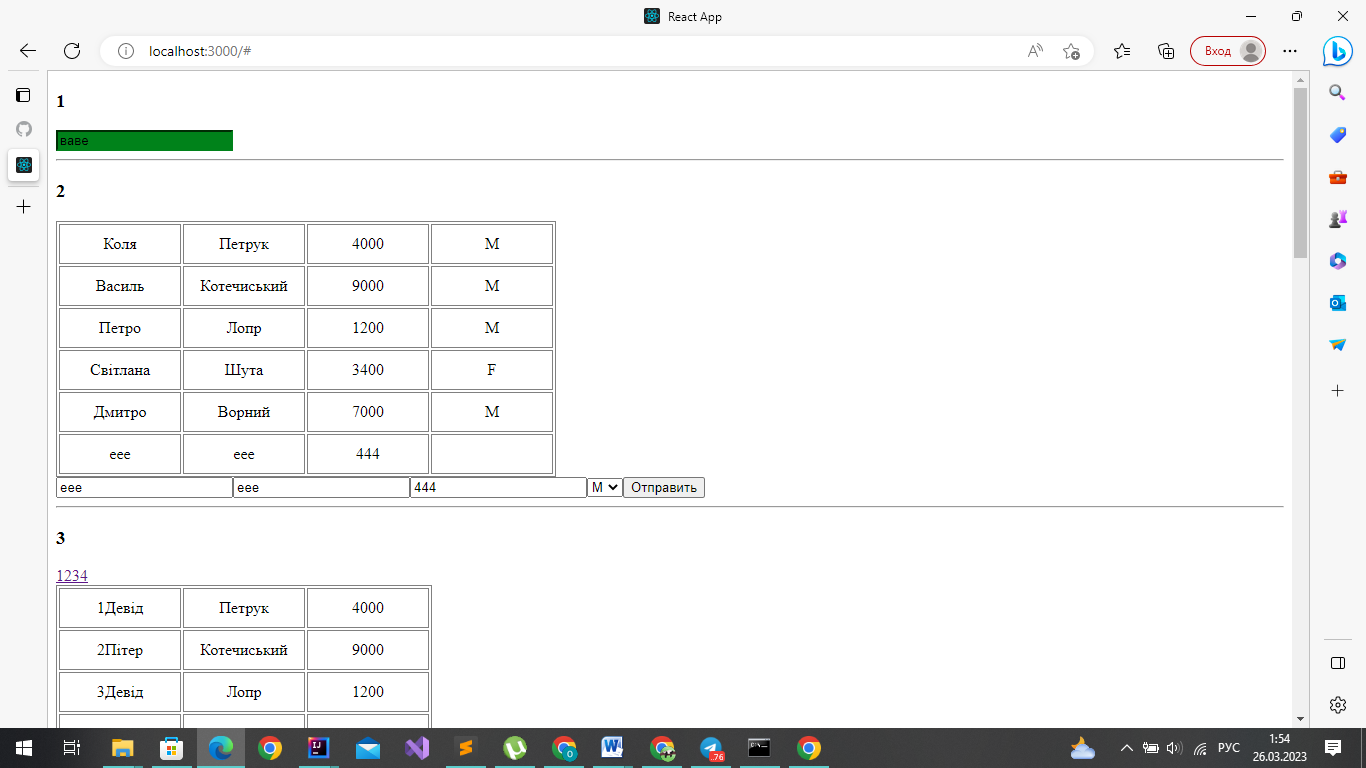 React App
localhost:3000/#
Вход
1
ваве
2
Коля Петрук 4000 M
Василь Котечиський 9000 M
Петро Лопр 1200 M
Світлана Шута 3400 F
Дмитро Ворний 7000 M
еее еее 444
еее еее 444 M Отправить
3
1234
1Девід Петрук 4000
2Пітер Котечиський 9000
3Девід Лопр 1200
.76
РУС
1:54
26.03.2023